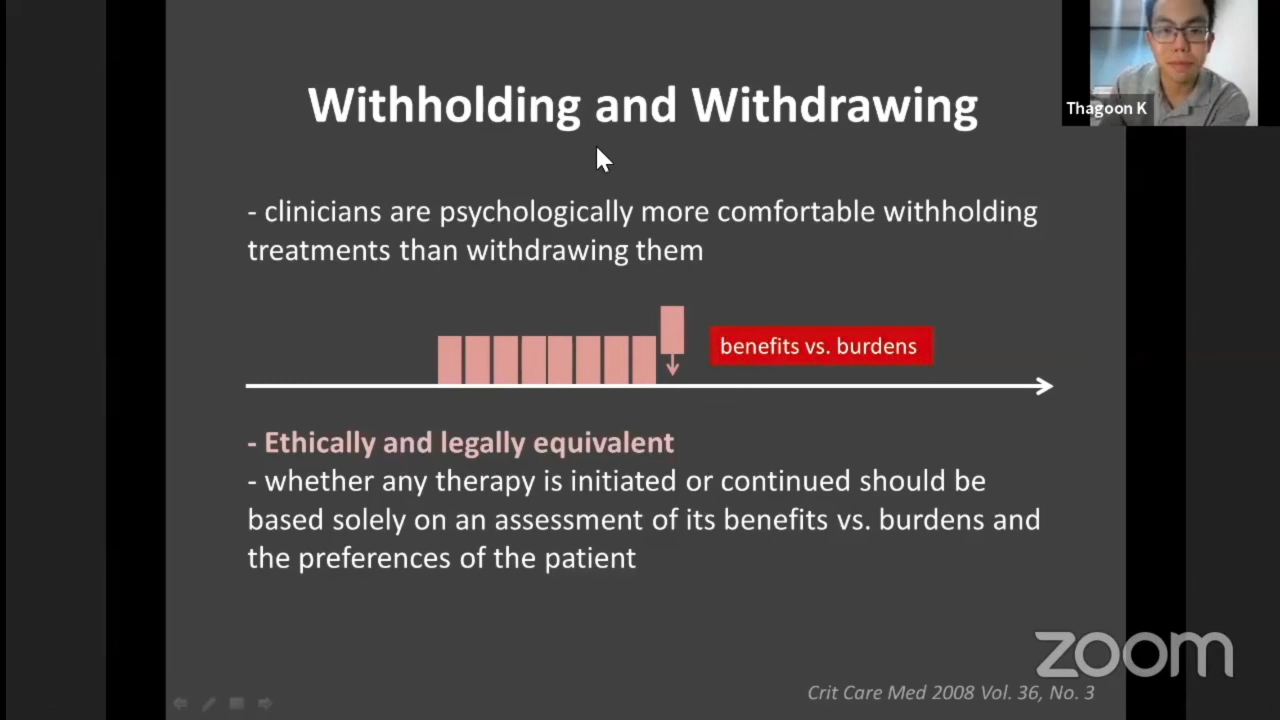 Withholding and Withdrawing
Thagoon K
- clinicians are psychologically more comfortable withholding
treatments than withdrawing them
benefits vs. burdens
- Ethically and legally equivalent
- whether any therapy is initiated or continued should be
based solely on an assessment of its benefits vs. burdens and
the preferences of the patient
zoom
Crit Care Med 2008 Vol. 36, No. 3